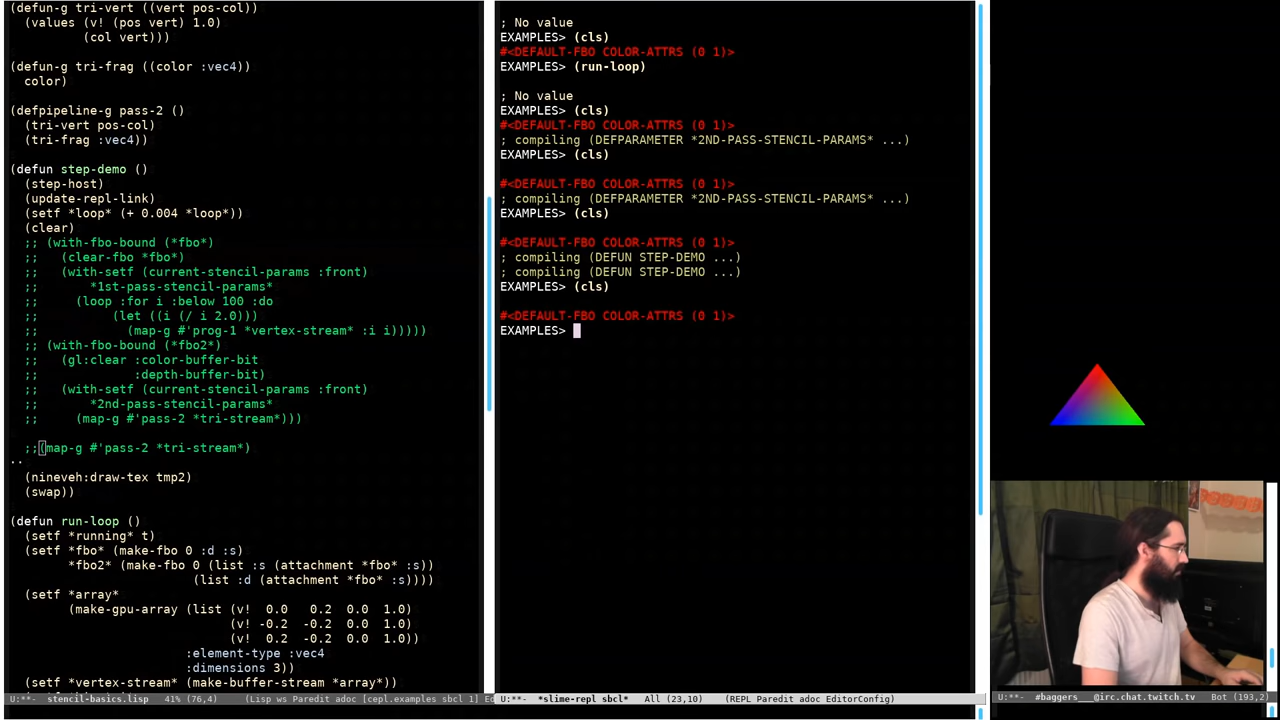 (defun-g tri-vert ((vert pos-col))
(values (v! (pos vert) 1.0)
(col vert)))
(defun-g tri-frag ((color :vec4))
color)
(defpipeline-g pass-2 ()
(tri-vert pos-col)
(tri-frag :vec4))
(defun step-demo ()
(step-host)
(update-repl-link)
(setf *loop* (+ 0.004 *loop*))
(clear)
;; (with-fbo-bound (*fbo*)
;;   (clear-fbo *fbo*)
;;   (with-setf (current-stencil-params :front)
;;       *1st-pass-stencil-params*
;;     (loop :for i :below 100 :do
;;          (let ((i (/ i 2.0)))
;;            (map-g #'prog-1 *vertex-stream* :i i)))))
;; (with-fbo-bound (*fbo2*)
;;   (gl:clear :color-buffer-bit
;;             :depth-buffer-bit)
;;   (with-setf (current-stencil-params :front)
;;       *2nd-pass-stencil-params*
;;     (map-g #'pass-2 *tri-stream*)))
;;(map-g #'pass-2 *tri-stream*)
(nineveh:draw-tex tmp2)
(swap))
(defun run-loop ()
(setf *running* t)
(setf *fbo* (make-fbo 0 :d :s)
*fbo2* (make-fbo 0 (list :s (attachment *fbo* :s))
(list :d (attachment *fbo* :s))))
(setf *array*
(make-gpu-array (list (v!  0.0   0.2  0.0  1.0)
(v! -0.2  -0.2  0.0  1.0)
(v!  0.2  -0.2  0.0  1.0))
:element-type :vec4
:dimensions 3))
(setf *vertex-stream* (make-buffer-stream *array*))
U:**-  stencil-basics.lisp   41% (76,4)    (Lisp ws Paredit adoc [cepl.examples sbcl 1] E
; No value
EXAMPLES> (cls)
#<DEFAULT-FBO COLOR-ATTRS (0 1)>
EXAMPLES> (run-loop)
; No value
EXAMPLES> (cls)
#<DEFAULT-FBO COLOR-ATTRS (0 1)>
; compiling (DEFPARAMETER *2ND-PASS-STENCIL-PARAMS* ...)
EXAMPLES> (cls)
#<DEFAULT-FBO COLOR-ATTRS (0 1)>
; compiling (DEFPARAMETER *2ND-PASS-STENCIL-PARAMS* ...)
EXAMPLES> (cls)
#<DEFAULT-FBO COLOR-ATTRS (0 1)>
; compiling (DEFUN STEP-DEMO ...)
; compiling (DEFUN STEP-DEMO ...)
EXAMPLES> (cls)
#<DEFAULT-FBO COLOR-ATTRS (0 1)>
EXAMPLES>
U:**-  *slime-repl sbcl*   All (23,10)    (REPL Paredit adoc EditorConfig)
U:**-  #baggers___@irc.chat.twitch.tv   Bot (193,2)